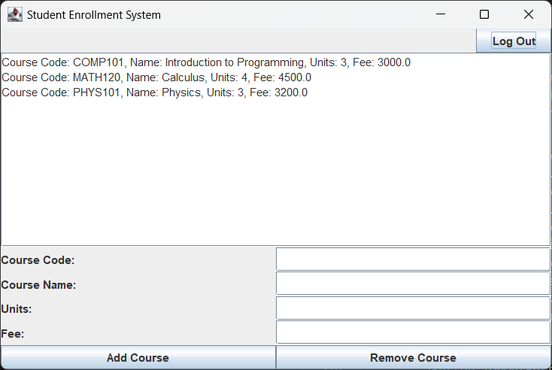 Student Enrollment System
Log Out
Course Code: COMP101, Name: Introduction to Programming, Units: 3, Fee: 3000.0
Course Code: MATH120, Name: Calculus, Units: 4, Fee: 4500.0
Course Code: PHYS101, Name: Physics, Units: 3, Fee: 3200.0
Course Code:
Course Name:
Units:
Fee:
Add Course Remove Course